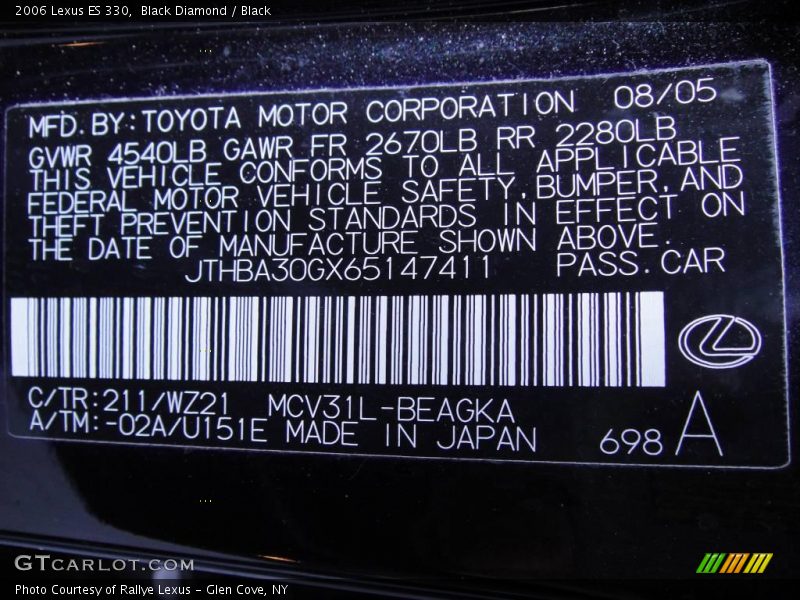 2006 Lexus ES 330, Black Diamond / Black
MFD. BY: TOYOTA MOTOR CORPORATION 08/05
GVWR 4540LB GAWR FR 2670LB RR 2280LB
THIS VEHICLE CONFORMS TO ALL APPLICABLE
FEDERAL MOTOR VEHICLE SAFETY, BUMPER, AND
THEFT PREVENTION STANDARDS IN EFFECT ON
THE DATE OF MANUFACTURE SHOWN ABOVE.
JTHBA30GX65147411 PASS. CAR
C/TR: 211/WZ21 MCV31L-BEAGKA
A/TM: -02A/U151E MADE IN JAPAN 698 A
GTCARLOT.COM
Photo Courtesy of Rallye Lexus - Glen Cove, NY